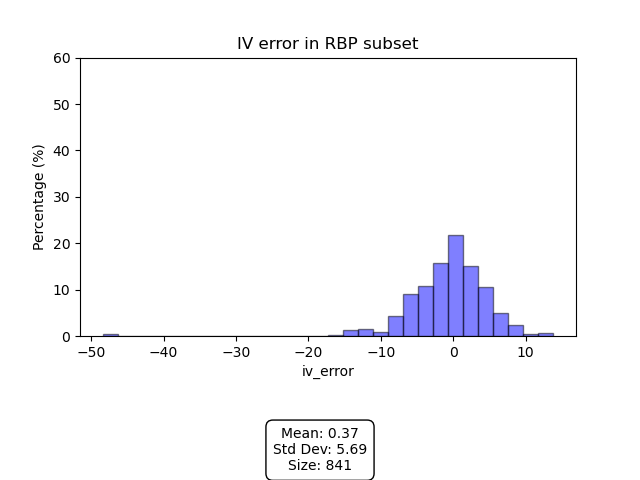 IV error in RBP subset
60
50
40
30
20
10
0
Percentage (%)
−50 −40 −30 −20 −10 0 10
iv_error
Mean: 0.37
Std Dev: 5.69
Size: 841